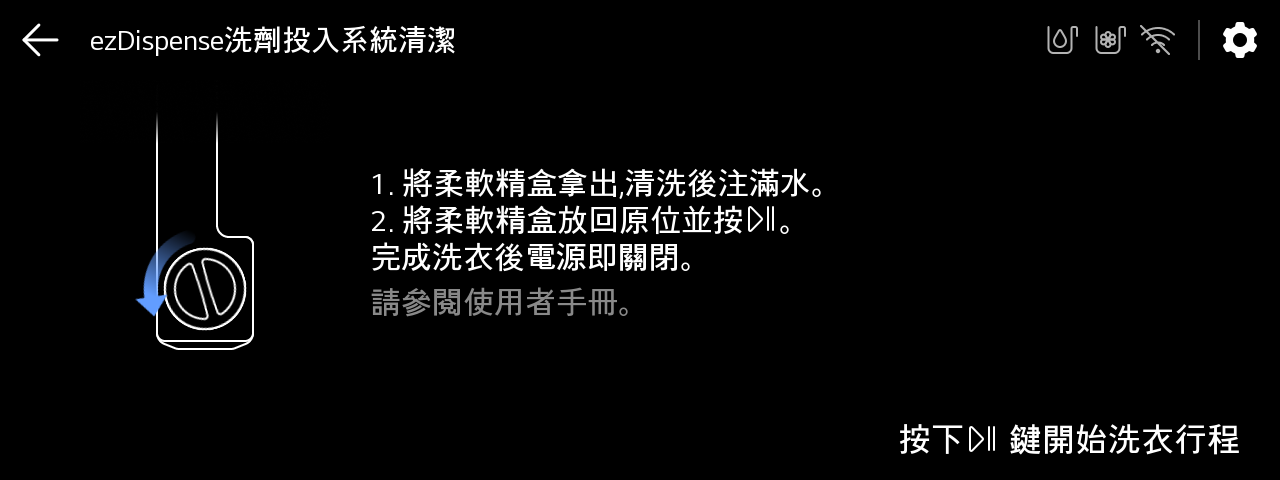 ezDispense洗劑投入系統清潔
1. 將柔軟精盒拿出,清洗後注滿水。
2. 將柔軟精盒放回原位並按▷||。
完成洗衣後電源即關閉。
請參閱使用者手冊。
按下▷|| 鍵開始洗衣行程